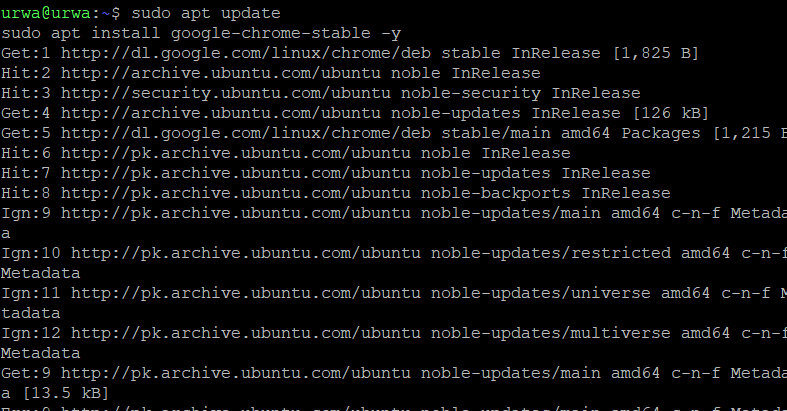 urwa@urwa:~$ sudo apt update
sudo apt install google-chrome-stable -y
Get:1 http://dl.google.com/linux/chrome/deb stable InRelease [1,825 B]
Hit:2 http://archive.ubuntu.com/ubuntu noble InRelease
Hit:3 http://security.ubuntu.com/ubuntu noble-security InRelease
Get:4 http://archive.ubuntu.com/ubuntu noble-updates InRelease [126 kB]
Get:5 http://dl.google.com/linux/chrome/deb stable/main amd64 Packages [1,215 B
Hit:6 http://pk.archive.ubuntu.com/ubuntu noble InRelease
Hit:7 http://pk.archive.ubuntu.com/ubuntu noble-updates InRelease
Hit:8 http://pk.archive.ubuntu.com/ubuntu noble-backports InRelease
Ign:9 http://pk.archive.ubuntu.com/ubuntu noble-updates/main amd64 c-n-f Metada
a
Ign:10 http://pk.archive.ubuntu.com/ubuntu noble-updates/restricted amd64 c-n-f
Metadata
Ign:11 http://pk.archive.ubuntu.com/ubuntu noble-updates/universe amd64 c-n-f M
tadata
Ign:12 http://pk.archive.ubuntu.com/ubuntu noble-updates/multiverse amd64 c-n-f
Metadata
Get:9 http://pk.archive.ubuntu.com/ubuntu noble-updates/main amd64 c-n-f Metada
a [13.5 kB]